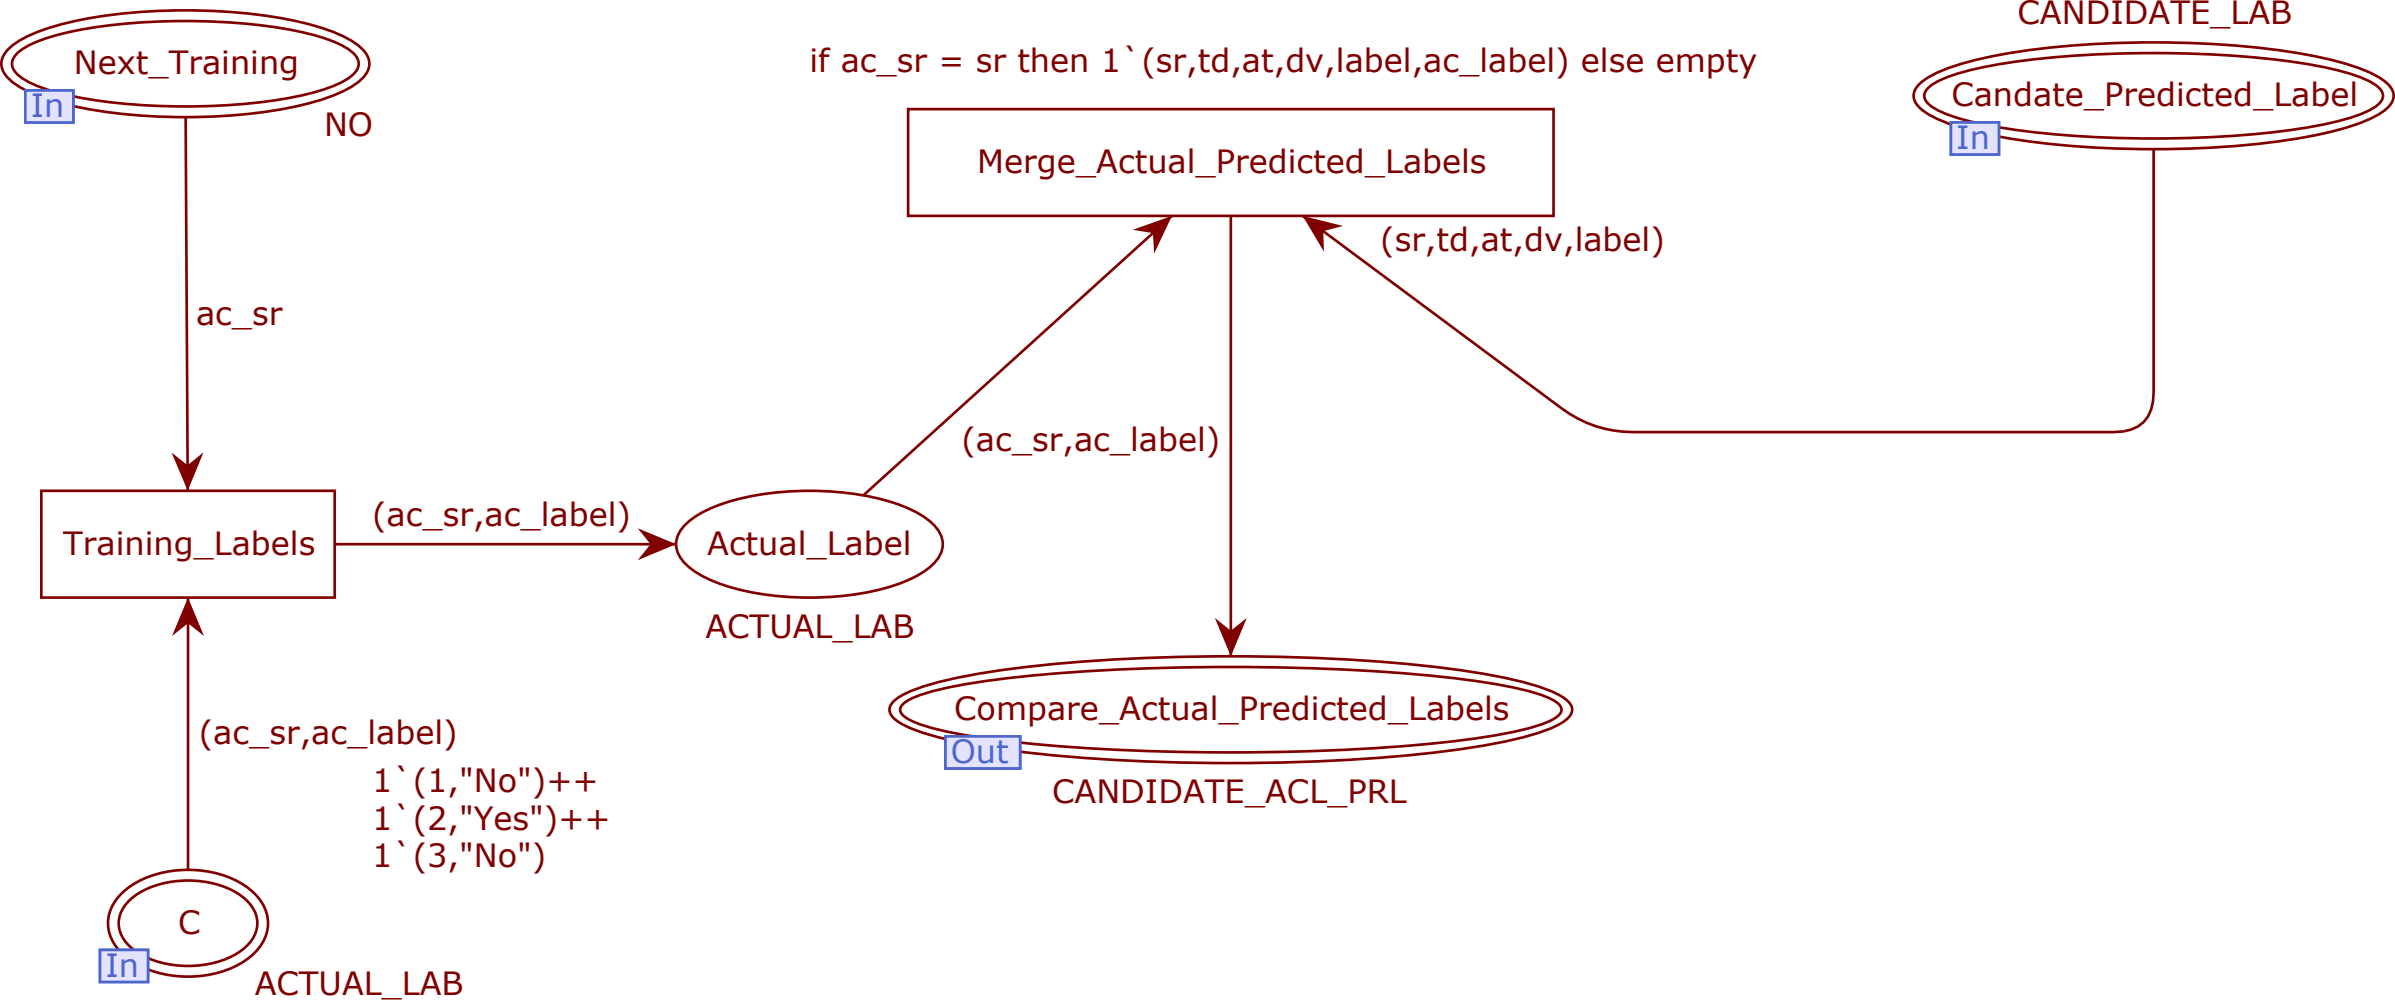 CANDIDATE_LAB
Next_Training
In
NO
if ac_sr = sr then 1`(sr,td,at,dv,label,ac_label) else empty
Candate_Predicted_Label
In
Merge_Actual_Predicted_Labels
(sr,td,at,dv,label)
ac_sr
(ac_sr,ac_label)
(ac_sr,ac_label)
Training_Labels
Actual_Label
ACTUAL_LAB
Compare_Actual_Predicted_Labels
Out
CANDIDATE_ACL_PRL
(ac_sr,ac_label)
1`(1,"No")++
1`(2,"Yes")++
1`(3,"No")
C
In
ACTUAL_LAB